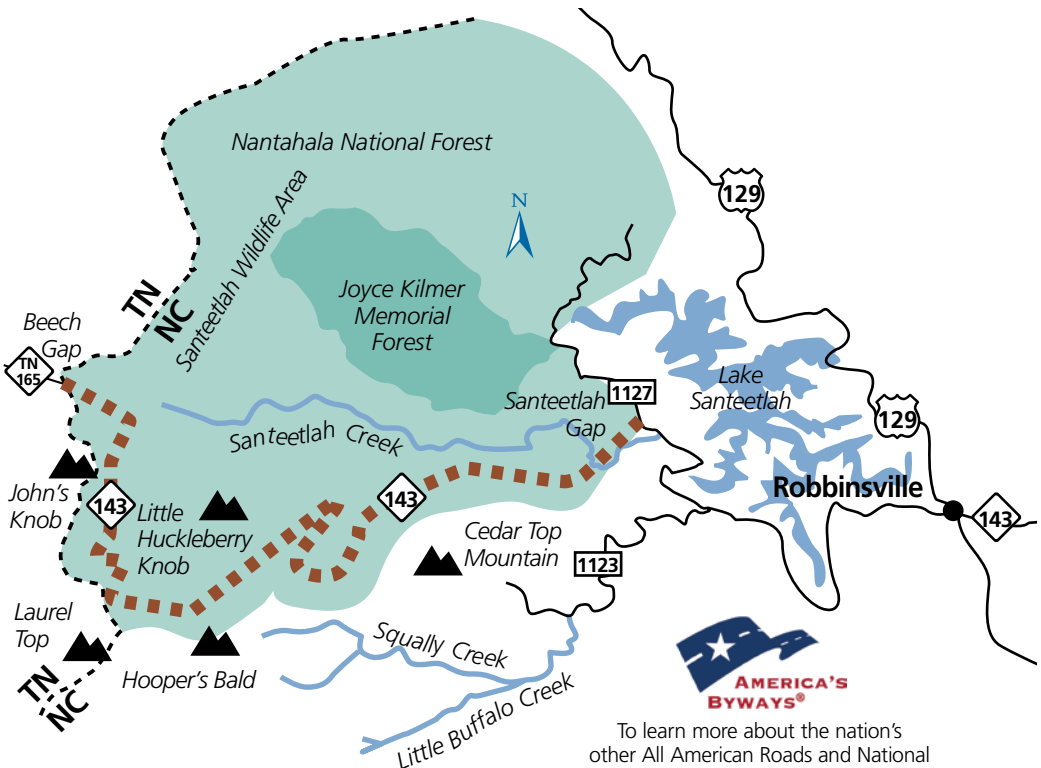 Nantahala National Forest
129
N
Santeetlah Wildlife Area
TN
NC
Joyce Kilmer
Memorial
Forest
Beech
Gap
TN
165
1127
Lake
Santeetlah
Santeetlah
Gap
129
Santeetlah Creek
John's
Knob
143
Little
Huckleberry
Knob
143
Robbinsville
143
Cedar Top
Mountain
1123
Laurel
Top
TN
NC
Hooper's Bald
Squally Creek
Little Buffalo Creek
AMERICA'S
BYWAYS®
To learn more about the nation's
other All American Roads and National